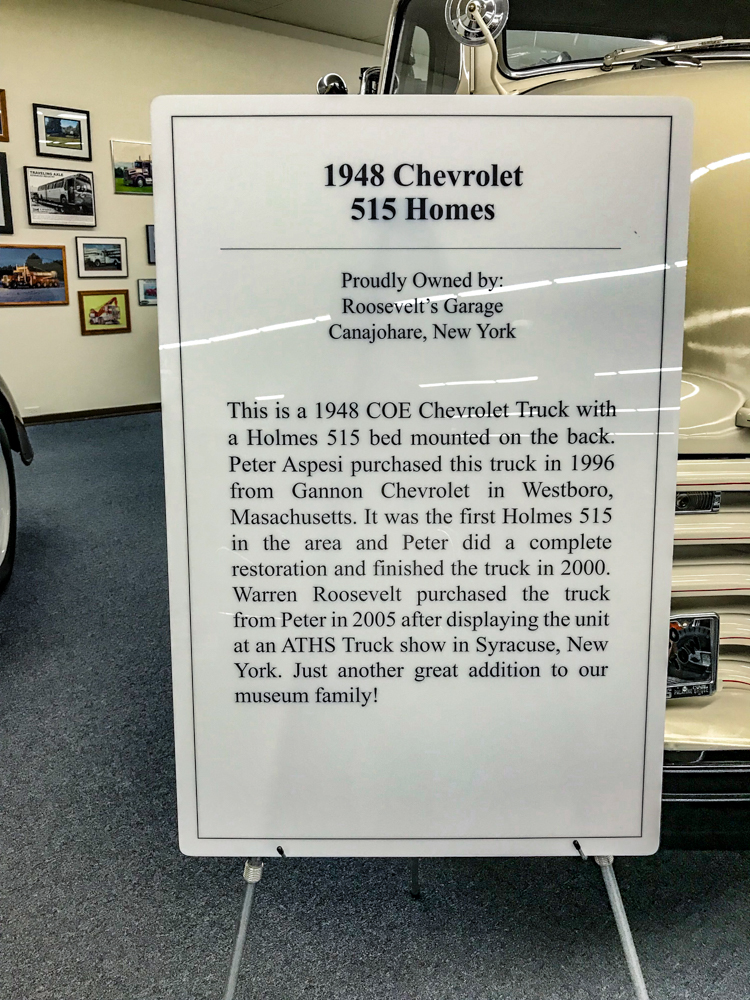 1948 Chevrolet
515 Homes
Proudly Owned by:
Roosevelt's Garage
Canajohare, New York
This is a 1948 COE Chevrolet Truck with
a Holmes 515 bed mounted on the back.
Peter Aspesi purchased this truck in 1996
from Gannon Chevrolet in Westboro,
Masachusetts. It was the first Holmes 515
in the area and Peter did a complete
restoration and finished the truck in 2000.
Warren Roosevelt purchased the truck
from Peter in 2005 after displaying the unit
at an ATHS Truck show in Syracuse, New
York. Just another great addition to our
museum family!
TRAVELING AXLE